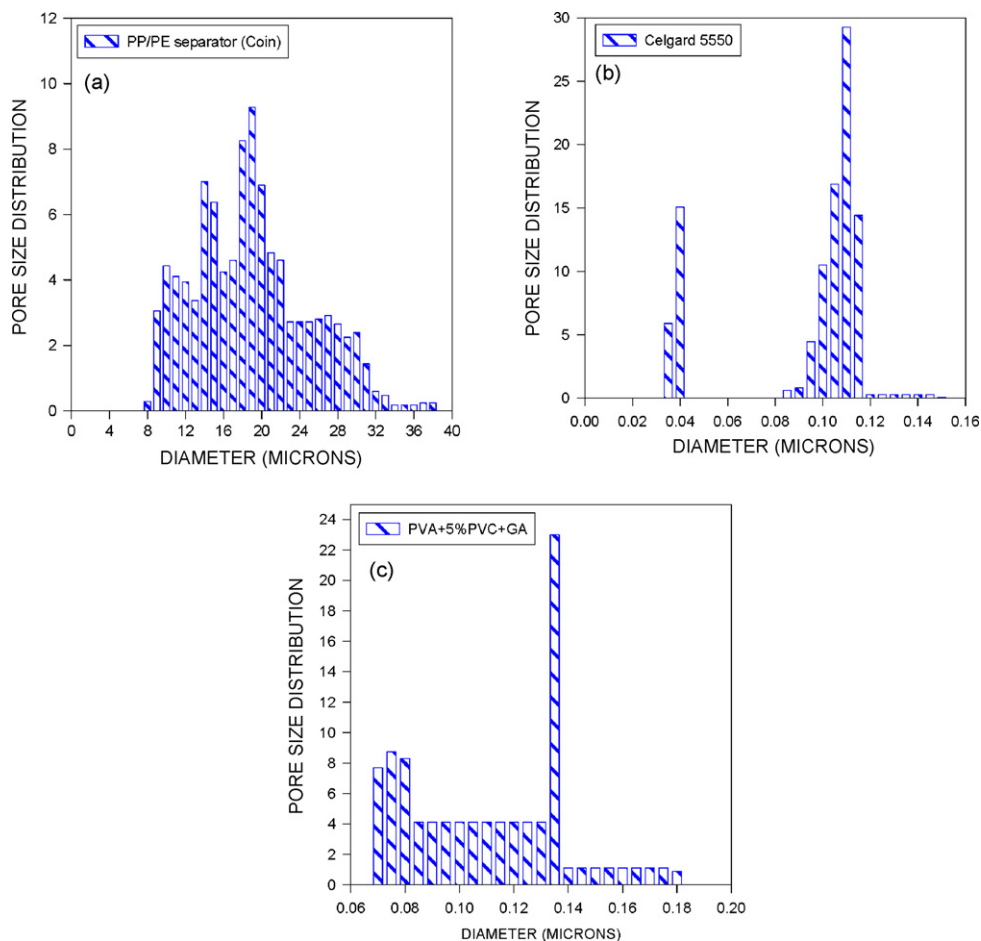 PP/PE separator (Coin)
(a)
12
10
8
6
4
2
0
PORE SIZE DISTRIBUTION
0 4 8 12 16 20 24 28 32 36 40
DIAMETER (MICRONS)
Celgard 5550
(b)
30
25
20
15
10
5
0
PORE SIZE DISTRIBUTION
0.00 0.02 0.04 0.06 0.08 0.10 0.12 0.14 0.16
DIAMETER (MICRONS)
PVA+5%PVC+GA
(c)
24
22
20
18
16
14
12
10
8
6
4
2
0
PORE SIZE DISTRIBUTION
0.06 0.08 0.10 0.12 0.14 0.16 0.18 0.20
DIAMETER (MICRONS)